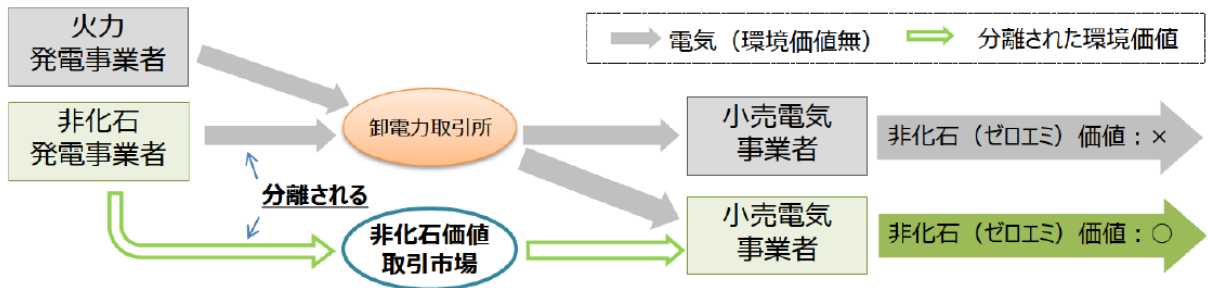 火力
発電事業者
電気（環境価値無）
分離された環境価値
非化石
発電事業者
卸電力取引所
小売電気
事業者
非化石（ゼロエミ）価値：×
分離される
非化石価値
取引市場
小売電気
事業者
非化石（ゼロエミ）価値：○